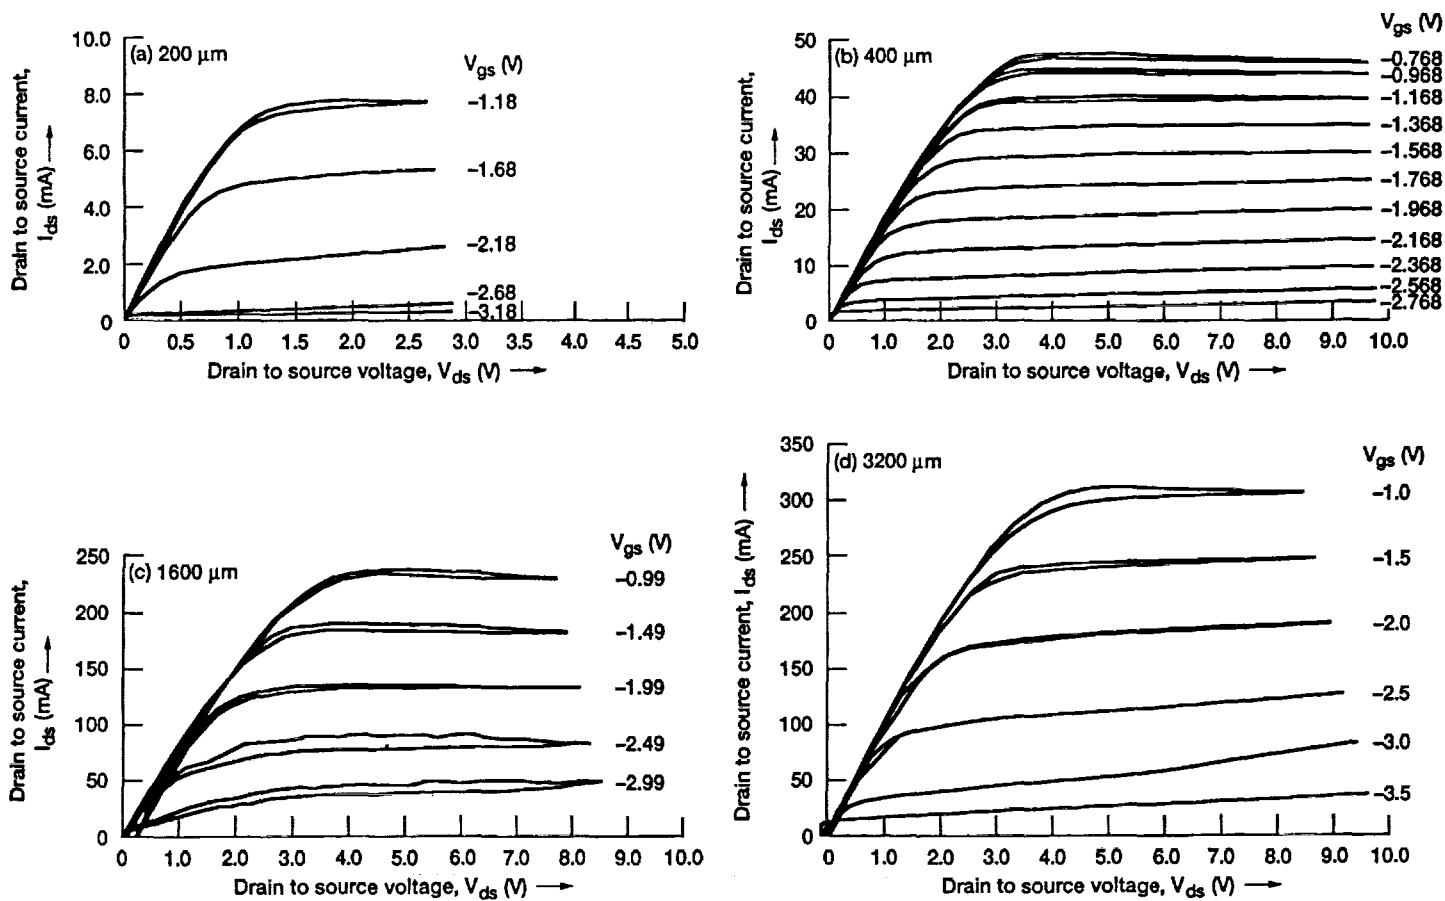 (a) 200 μm
Vgs (V)
10.0
8.0
6.0
4.0
2.0
0
–1.18
–1.68
–2.18
–2.68
–3.18
0 0.5 1.0 1.5 2.0 2.5 3.0 3.5 4.0 4.5 5.0
Drain to source current,
Ids (mA)
Drain to source voltage, Vds (V)
(b) 400 μm
Vgs (V)
50
40
30
20
10
0
–0.768
–0.968
–1.168
–1.368
–1.568
–1.768
–1.968
–2.168
–2.368
–2.568
–2.768
0 1.0 2.0 3.0 4.0 5.0 6.0 7.0 8.0 9.0 10.0
Drain to source current,
Ids (mA)
Drain to source voltage, Vds (V)
(c) 1600 μm
Vgs (V)
250
200
150
100
50
0
–0.99
–1.49
–1.99
–2.49
–2.99
0 1.0 2.0 3.0 4.0 5.0 6.0 7.0 8.0 9.0 10.0
Drain to source current,
Ids (mA)
Drain to source voltage, Vds (V)
(d) 3200 μm
Vgs (V)
350
300
250
200
150
100
50
0
–1.0
–1.5
–2.0
–2.5
–3.0
–3.5
0 1.0 2.0 3.0 4.0 5.0 6.0 7.0 8.0 9.0 10.0
Drain to source current, Ids (mA)
Drain to source voltage, Vds (V)